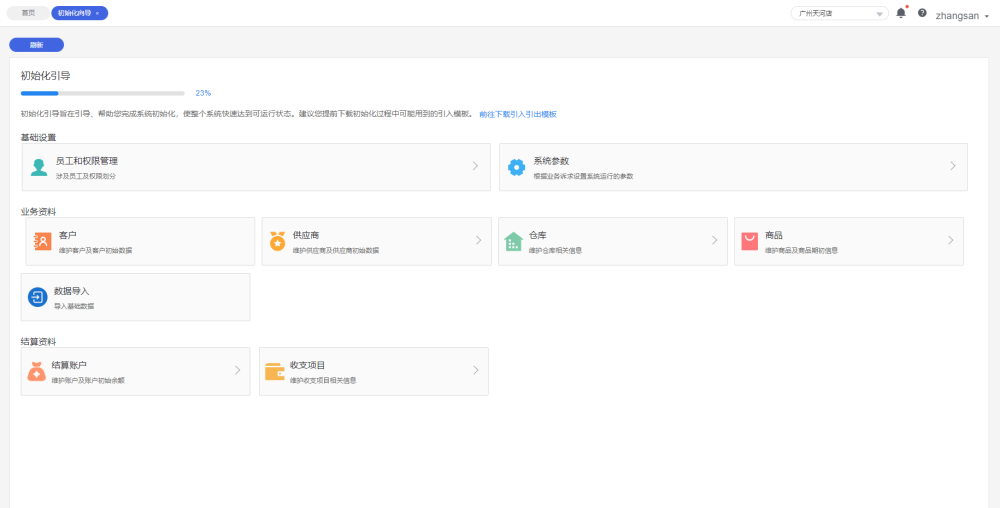 首页
初始化向导 ×
广州天河店
zhangsan
刷新
初始化引导
23%
初始化引导旨在引导、帮助您完成系统初始化，使整个系统快速达到可运行状态。建议您提前下载初始化过程中可能用到的引入模板。 前往下载引入引出模板
基础设置
员工和权限管理
涉及员工及权限划分
系统参数
根据业务诉求设置系统运行的参数
业务资料
客户
维护客户及客户初始数据
供应商
维护供应商及供应商初始数据
仓库
维护仓库相关信息
商品
维护商品及商品期初信息
数据导入
导入基础数据
结算资料
结算账户
维护账户及账户初始余额
收支项目
维护收支项目相关信息